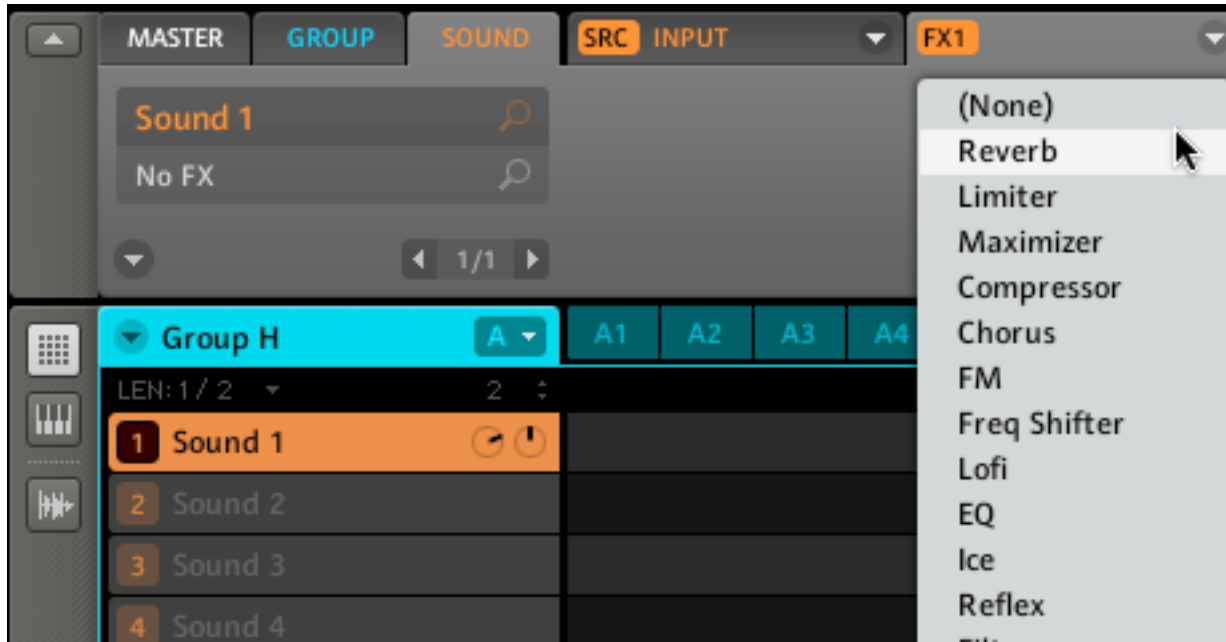 MASTER GROUP SOUND SRC INPUT FX1
Sound 1
No FX
1/1
(None)
Reverb
Limiter
Maximizer
Compressor
Chorus
FM
Freq Shifter
Lofi
EQ
Ice
Reflex
Group H A A1 A2 A3 A4
LEN: 1 / 2 2
1 Sound 1
2 Sound 2
3 Sound 3
4 Sound 4